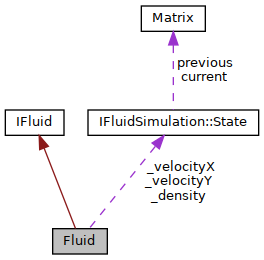 Matrix
previous
current
IFluid
IFluidSimulation::State
_velocityX
_velocityY
_density
Fluid